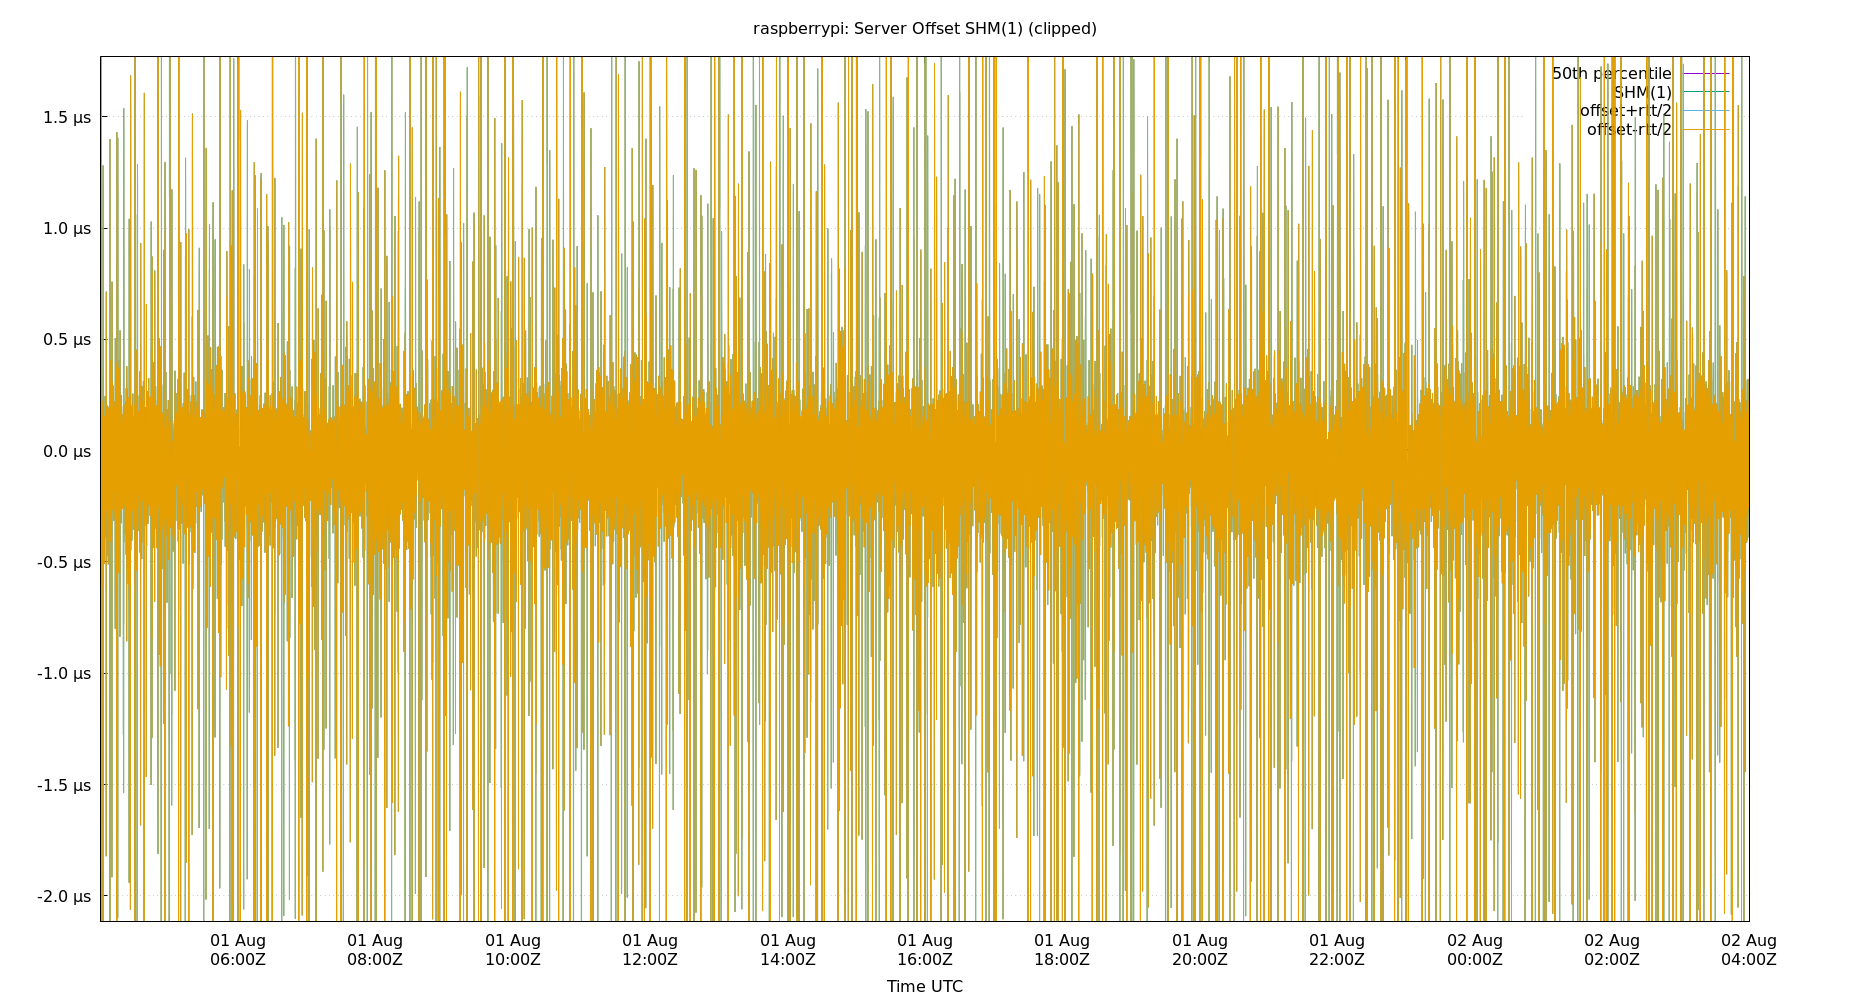 raspberrypi: Server Offset SHM(1) (clipped)
50th percentile
SHM(1)
offset+rtt/2
offset-rtt/2
1.5 µs
1.0 µs
0.5 µs
0.0 µs
-0.5 µs
-1.0 µs
-1.5 µs
-2.0 µs
01 Aug 01 Aug 01 Aug 01 Aug 01 Aug 01 Aug 01 Aug 01 Aug 01 Aug 02 Aug 02 Aug 02 Aug
06:00Z 08:00Z 10:00Z 12:00Z 14:00Z 16:00Z 18:00Z 20:00Z 22:00Z 00:00Z 02:00Z 04:00Z
Time UTC